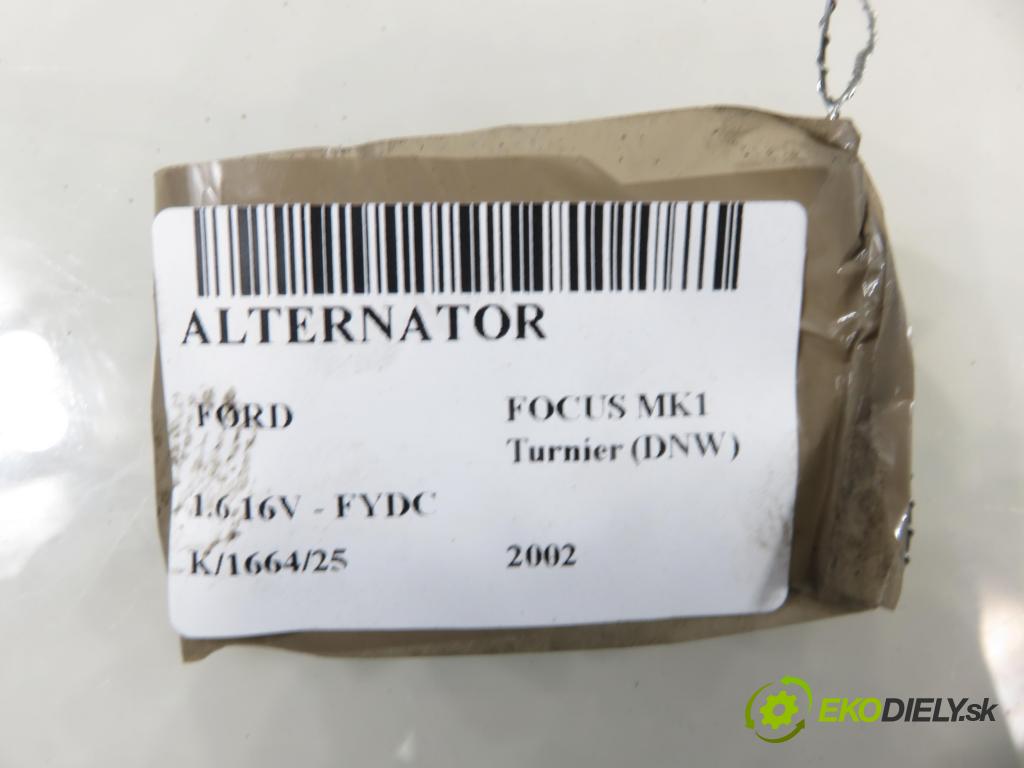 ALTERNATOR
FORD
FOCUS MK1
Turnier (DNW)
1.6 16V - FYDC
K/1664/25
2002
EKODIELY.sk